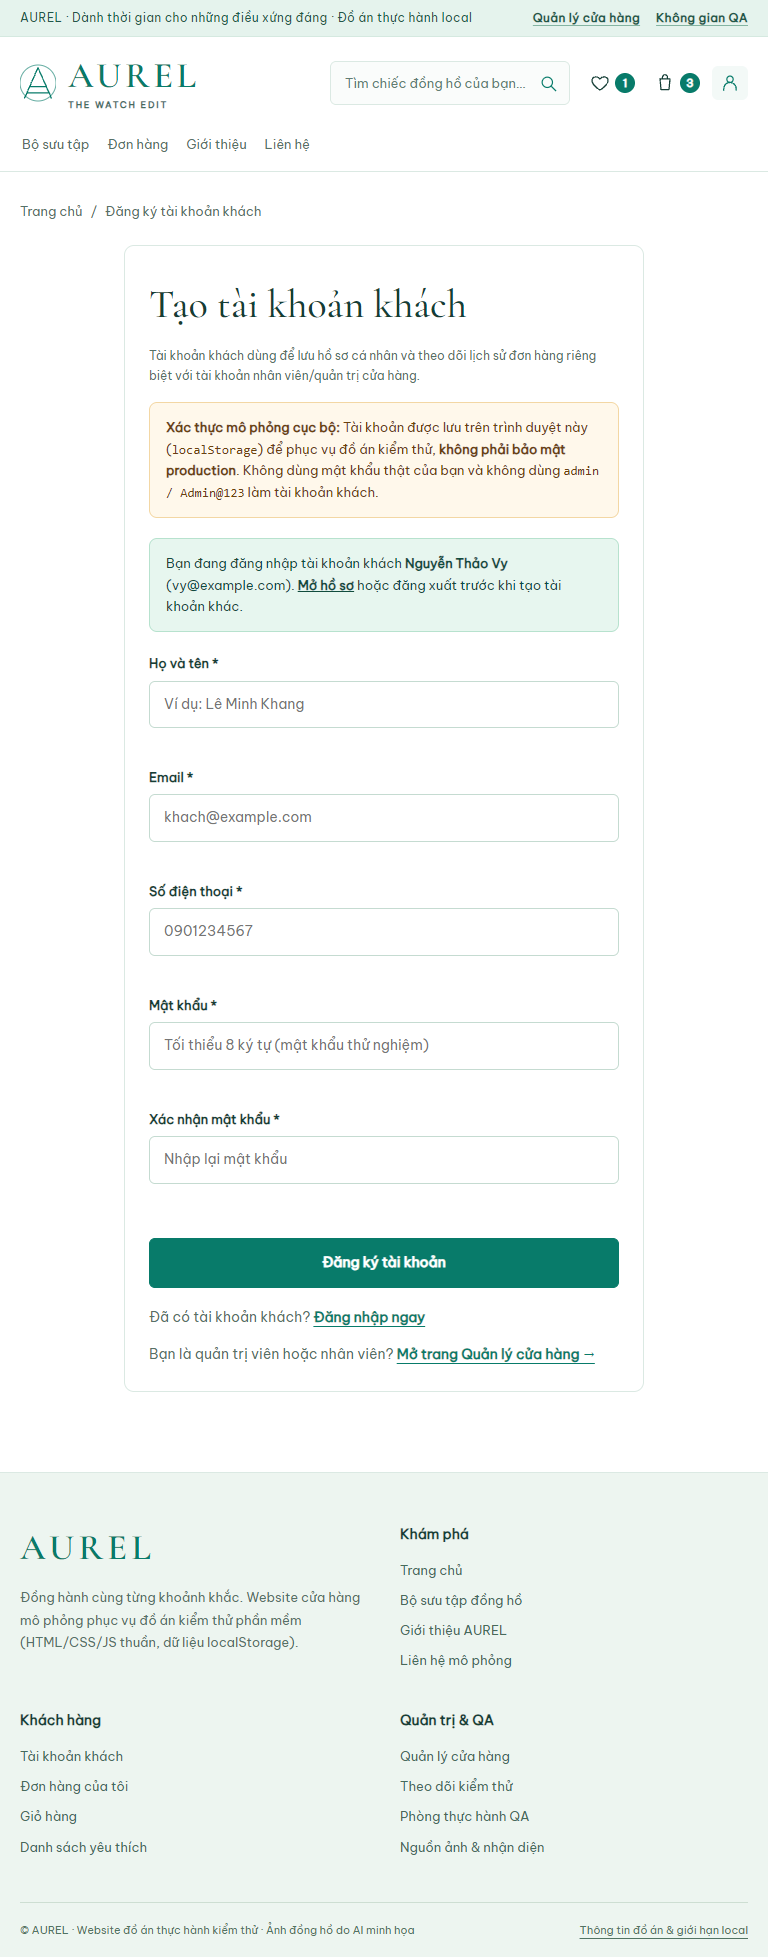 AUREL · Dành thời gian cho những điều xứng đáng · Đồ án thực hành local
Quản lý cửa hàng
Không gian QA
AUREL
THE WATCH EDIT
Tìm chiếc đồng hồ của bạn...
1
3
Bộ sưu tập
Đơn hàng
Giới thiệu
Liên hệ
Trang chủ / Đăng ký tài khoản khách
Tạo tài khoản khách
Tài khoản khách dùng để lưu hồ sơ cá nhân và theo dõi lịch sử đơn hàng riêng
biệt với tài khoản nhân viên/quản trị cửa hàng.
Xác thực mô phỏng cục bộ: Tài khoản được lưu trên trình duyệt này
(localStorage) để phục vụ đồ án kiểm thử, không phải bảo mật
production. Không dùng mật khẩu thật của bạn và không dùng admin
/ Admin@123 làm tài khoản khách.
Bạn đang đăng nhập tài khoản khách Nguyễn Thảo Vy
(vy@example.com). Mở hồ sơ hoặc đăng xuất trước khi tạo tài
khoản khác.
Họ và tên *
Ví dụ: Lê Minh Khang
Email *
khach@example.com
Số điện thoại *
0901234567
Mật khẩu *
Tối thiểu 8 ký tự (mật khẩu thử nghiệm)
Xác nhận mật khẩu *
Nhập lại mật khẩu
Đăng ký tài khoản
Đã có tài khoản khách? Đăng nhập ngay
Bạn là quản trị viên hoặc nhân viên? Mở trang Quản lý cửa hàng →
AUREL
Đồng hành cùng từng khoảnh khắc. Website cửa hàng
mô phỏng phục vụ đồ án kiểm thử phần mềm
(HTML/CSS/JS thuần, dữ liệu localStorage).
Khám phá
Trang chủ
Bộ sưu tập đồng hồ
Giới thiệu AUREL
Liên hệ mô phỏng
Khách hàng
Tài khoản khách
Đơn hàng của tôi
Giỏ hàng
Danh sách yêu thích
Quản trị & QA
Quản lý cửa hàng
Theo dõi kiểm thử
Phòng thực hành QA
Nguồn ảnh & nhận diện
© AUREL · Website đồ án thực hành kiểm thử · Ảnh đồng hồ do AI minh họa
Thông tin đồ án & giới hạn local